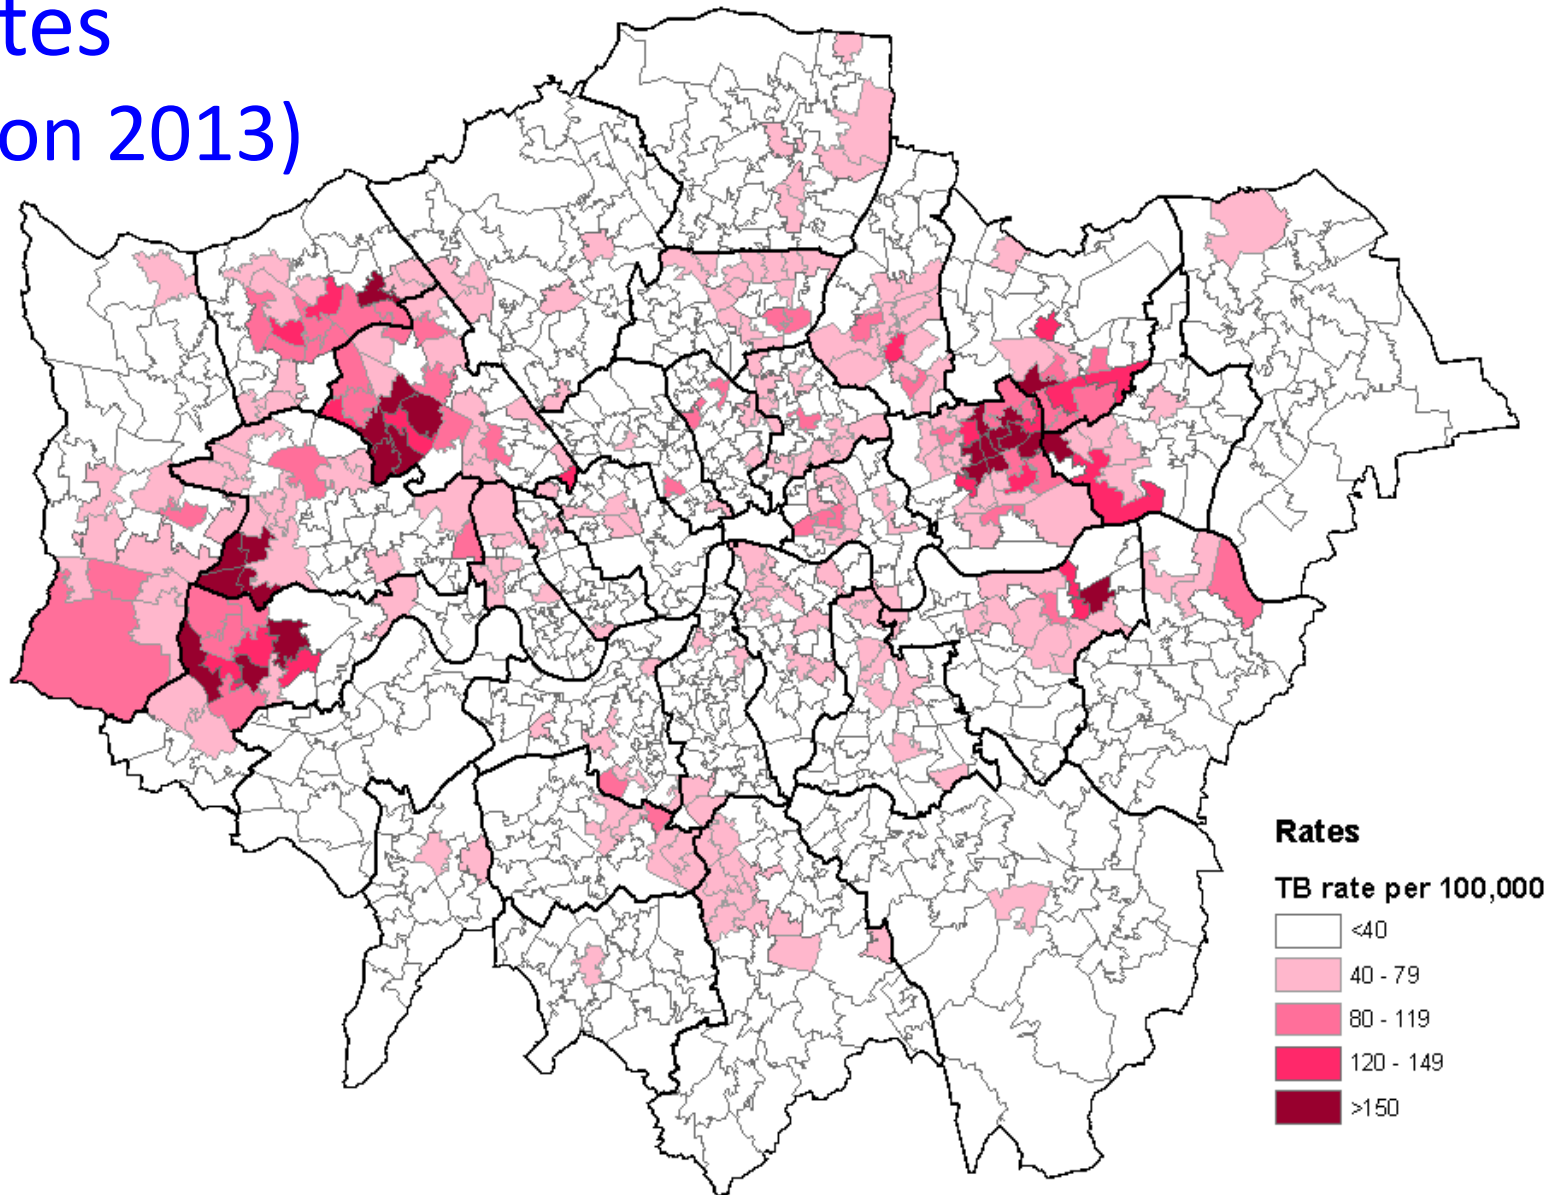 tes
on 2013)
Rates
TB rate per 100,000
<40
40 - 79
80 - 119
120 - 149
>150